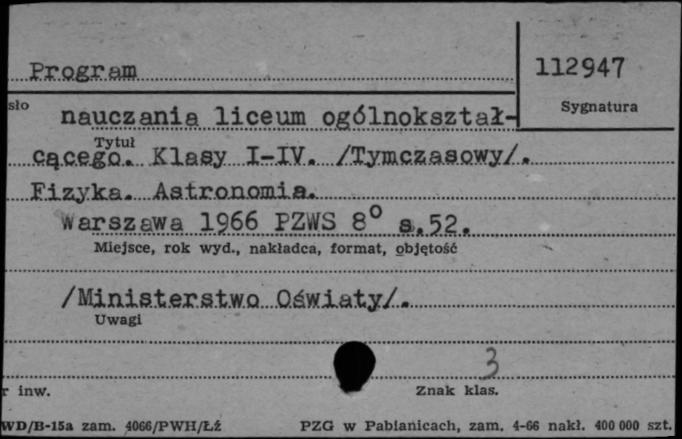 Program
112947
sło
Sygnatura
nauczania liceum ogólnokształ-
Tytuł
cącego. Klasy I-IV. /Tymczasowy/.
Fizyka. Astronomia.
Warszawa 1966 PZWS 8° s.52.
Miejsce, rok wyd., nakładca, format, objętość
/Ministerstwo Oświaty/.
Uwagi
3
r inw.
Znak klas.
WD/B-15a zam. 4066/PWH/Łź
PZG w Pabianicach, zam. 4-66 nakł. 400 000 szt.